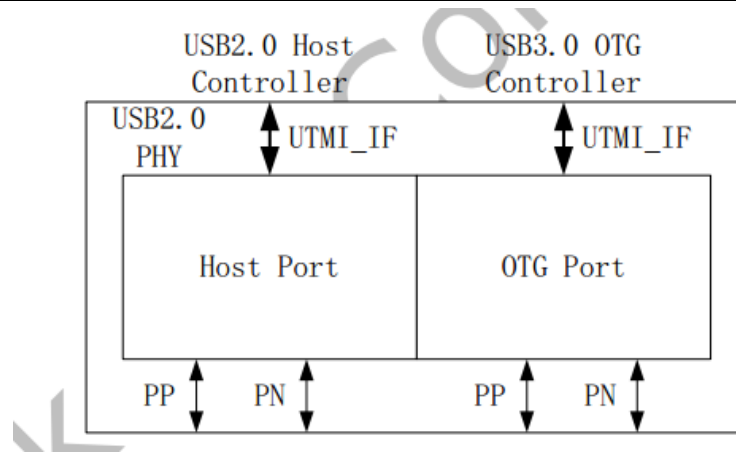 USB2.0 Host
Controller
USB3.0 OTG
Controller
USB2.0
PHY
UTMI_IF
UTMI_IF
Host Port
OTG Port
PP
PN
PP
PN